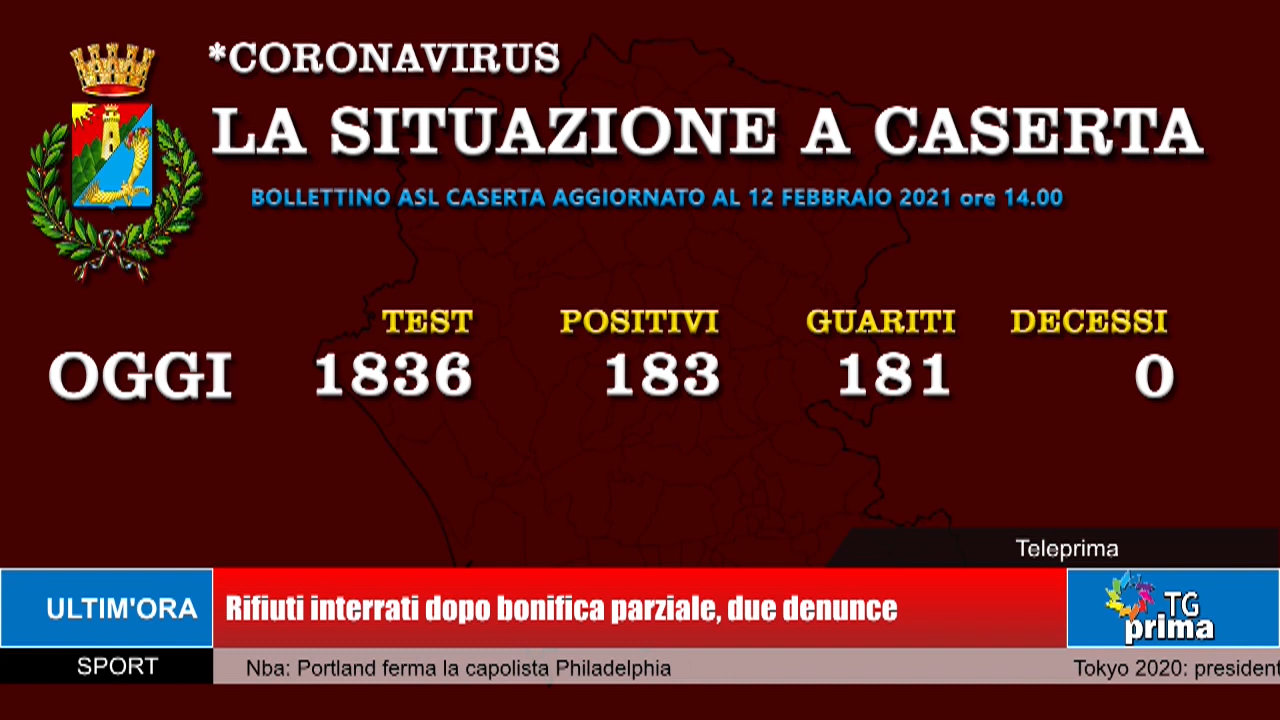 *CORONAVIRUS
LA SITUAZIONE A CASERTA
BOLLETTINO ASL CASERTA AGGIORNATO AL 12 FEBBRAIO 2021 ore 14.00
TEST POSITIVI GUARITI DECESSI
OGGI 1836 183 181 0
Teleprima
ULTIM'ORA Rifiuti interrati dopo bonifica parziale, due denunce
TG
prima
SPORT Nba: Portland ferma la capolista Philadelphia Tokyo 2020: president